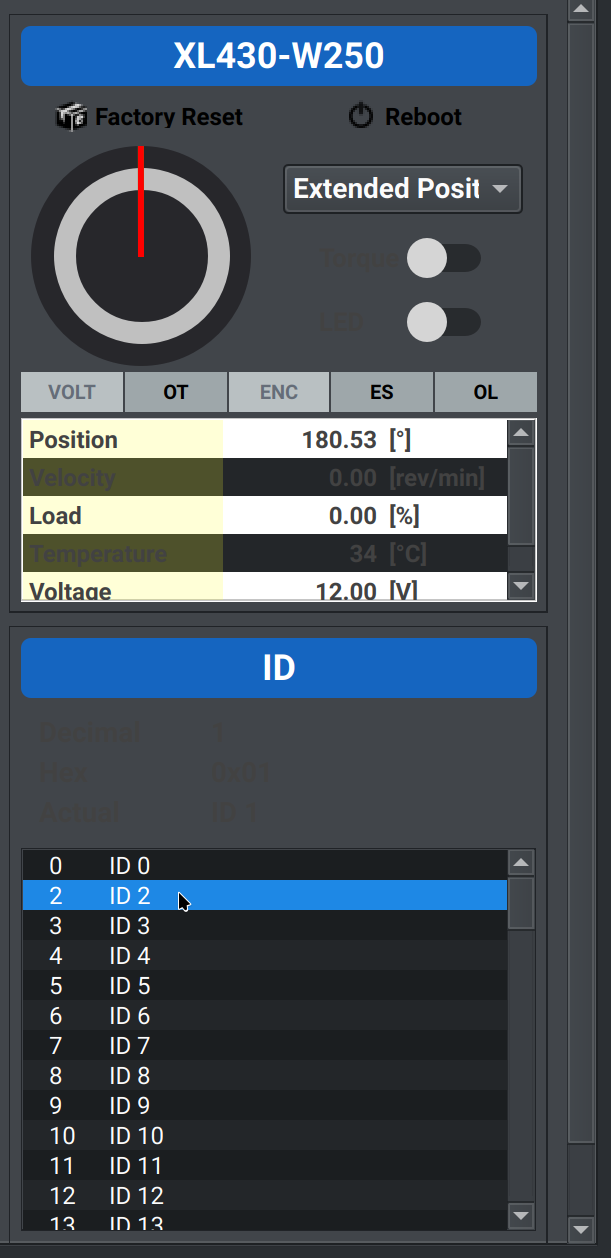 XL430-W250
Factory Reset Reboot
Extended Posit
Torque
LED
VOLT OT ENC ES OL
Position 180.53 [°]
Velocity 0.00 [rev/min]
Load 0.00 [%]
Temperature 34 [°C]
Voltage 12.00 [V]
ID
Decimal 1
Hex 0x01
Actual ID 1
0 ID 0
2 ID 2
3 ID 3
4 ID 4
5 ID 5
6 ID 6
7 ID 7
8 ID 8
9 ID 9
10 ID 10
11 ID 11
12 ID 12
13 ID 13